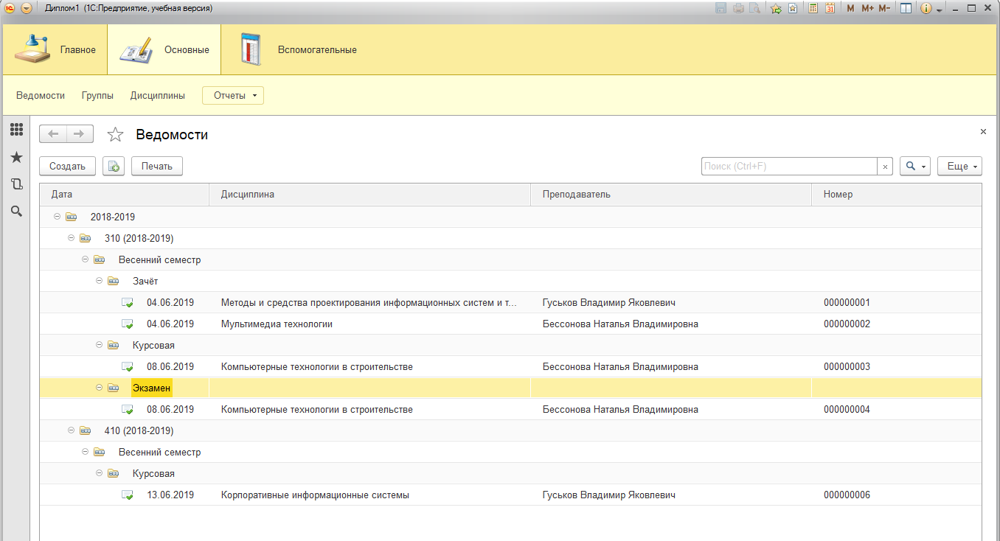 Диплом1 (1С:Предприятие, учебная версия)
M M+ M-
31
Главное
Основные
Вспомогательные
Ведомости Группы Дисциплины Отчеты
Ведомости
Создать Печать Поиск (Ctrl+F) Еще
Дата Дисциплина Преподаватель Номер
2018-2019
310 (2018-2019)
Весенний семестр
Зачёт
04.06.2019 Методы и средства проектирования информационных систем и т... Гуськов Владимир Яковлевич 000000001
04.06.2019 Мультимедиа технологии Бессонова Наталья Владимировна 000000002
Курсовая
08.06.2019 Компьютерные технологии в строительстве Бессонова Наталья Владимировна 000000003
Экзамен
08.06.2019 Компьютерные технологии в строительстве Бессонова Наталья Владимировна 000000004
410 (2018-2019)
Весенний семестр
Курсовая
13.06.2019 Корпоративные информационные системы Гуськов Владимир Яковлевич 000000006